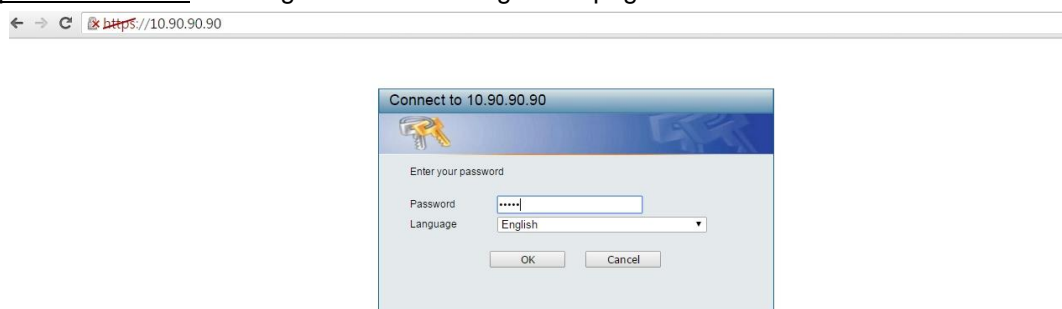 https://10.90.90.90
Connect to 10.90.90.90
Enter your password
Password •••••
Language English
OK Cancel